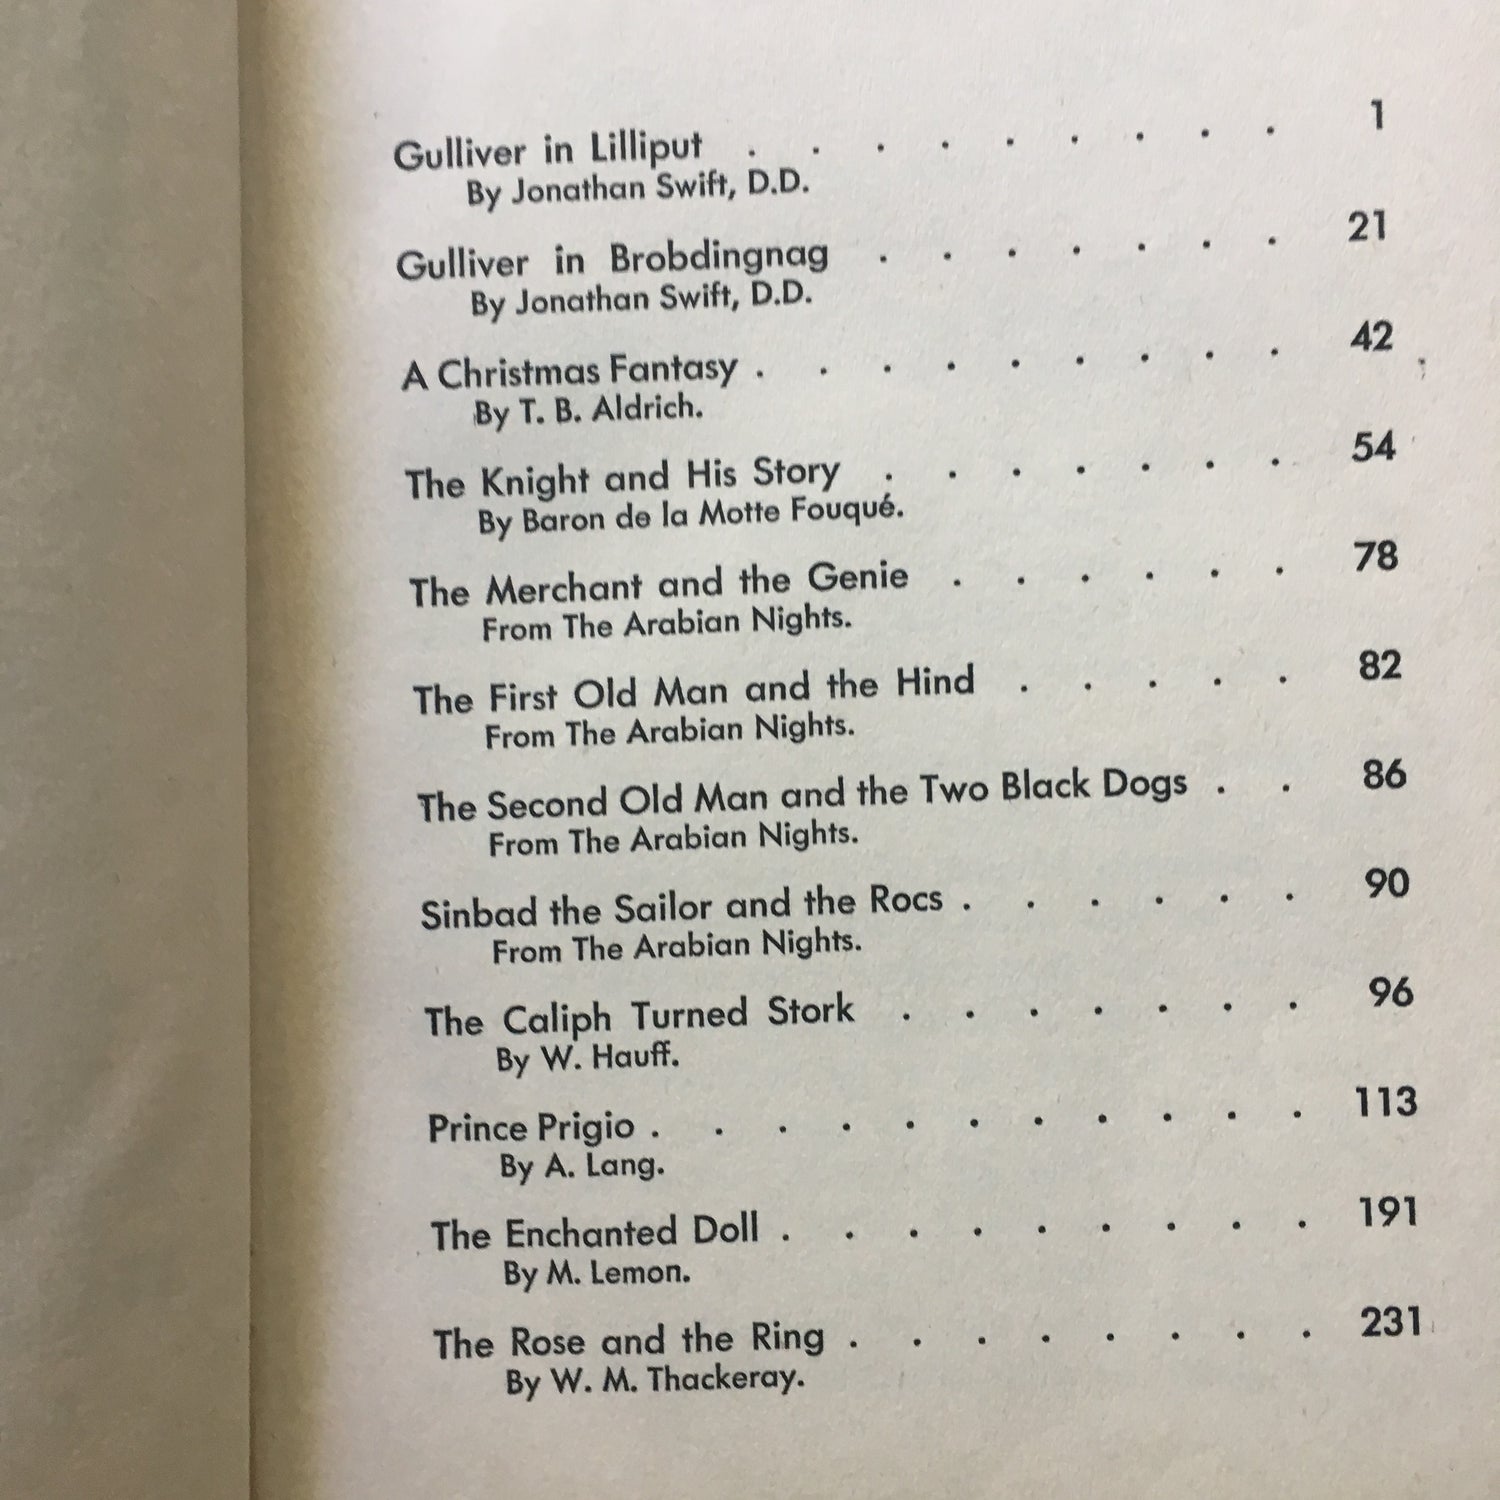 Gulliver in Lilliput . . . . . . . . . 1
By Jonathan Swift, D.D.
Gulliver in Brobdingnag . . . . . . . 21
By Jonathan Swift, D.D.
A Christmas Fantasy . . . . . . . . . 42
By T. B. Aldrich.
The Knight and His Story . . . . . . . 54
By Baron de la Motte Fouqué.
The Merchant and the Genie . . . . . . 78
From The Arabian Nights.
The First Old Man and the Hind . . . . . 82
From The Arabian Nights.
The Second Old Man and the Two Black Dogs . . 86
From The Arabian Nights.
Sinbad the Sailor and the Rocs . . . . . . 90
From The Arabian Nights.
The Caliph Turned Stork . . . . . . . 96
By W. Hauff.
Prince Prigio . . . . . . . . . . . 113
By A. Lang.
The Enchanted Doll . . . . . . . . . 191
By M. Lemon.
The Rose and the Ring . . . . . . . . 231
By W. M. Thackeray.